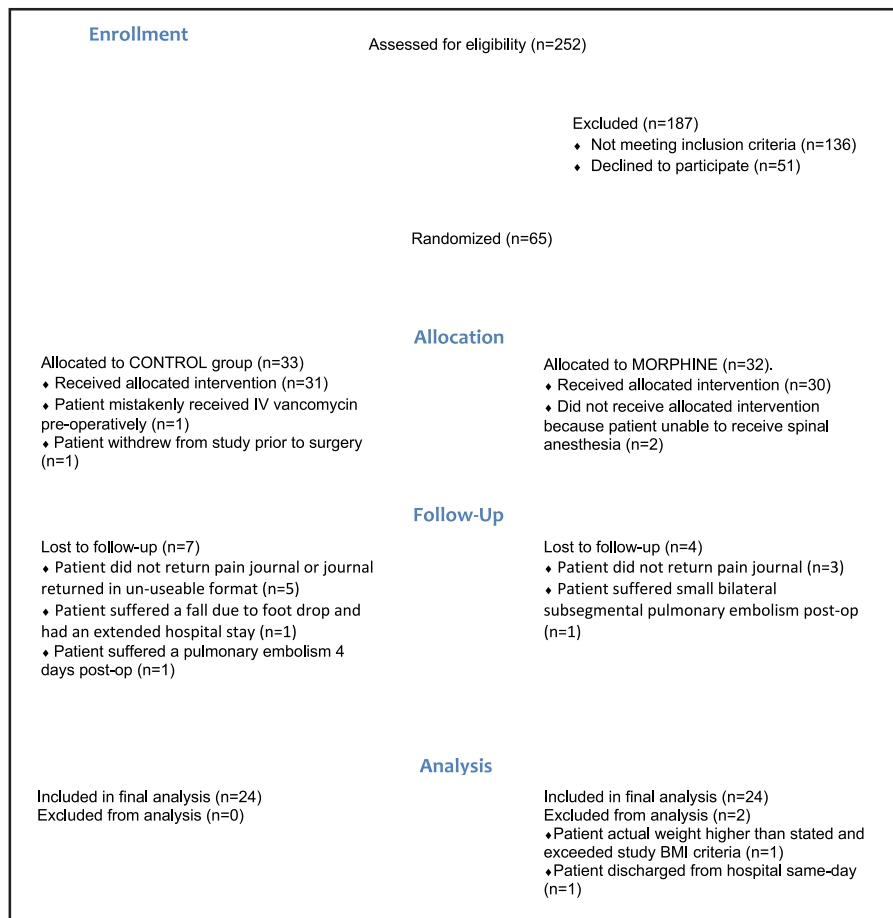 Enrollment
Assessed for eligibility (n=252)
Excluded (n=187)
♦ Not meeting inclusion criteria (n=136)
♦ Declined to participate (n=51)
Randomized (n=65)
Allocation
Allocated to CONTROL group (n=33)
♦ Received allocated intervention (n=31)
♦ Patient mistakenly received IV vancomycin
pre-operatively (n=1)
♦ Patient withdrew from study prior to surgery
(n=1)
Allocated to MORPHINE (n=32).
♦ Received allocated intervention (n=30)
♦ Did not receive allocated intervention
because patient unable to receive spinal
anesthesia (n=2)
Follow-Up
Lost to follow-up (n=7)
♦ Patient did not return pain journal or journal
returned in un-useable format (n=5)
♦ Patient suffered a fall due to foot drop and
had an extended hospital stay (n=1)
♦ Patient suffered a pulmonary embolism 4
days post-op (n=1)
Lost to follow-up (n=4)
♦ Patient did not return pain journal (n=3)
♦ Patient suffered small bilateral
subsegmental pulmonary embolism post-op
(n=1)
Analysis
Included in final analysis (n=24)
Excluded from analysis (n=0)
Included in final analysis (n=24)
Excluded from analysis (n=2)
♦Patient actual weight higher than stated and
exceeded study BMI criteria (n=1)
♦Patient discharged from hospital same-day
(n=1)